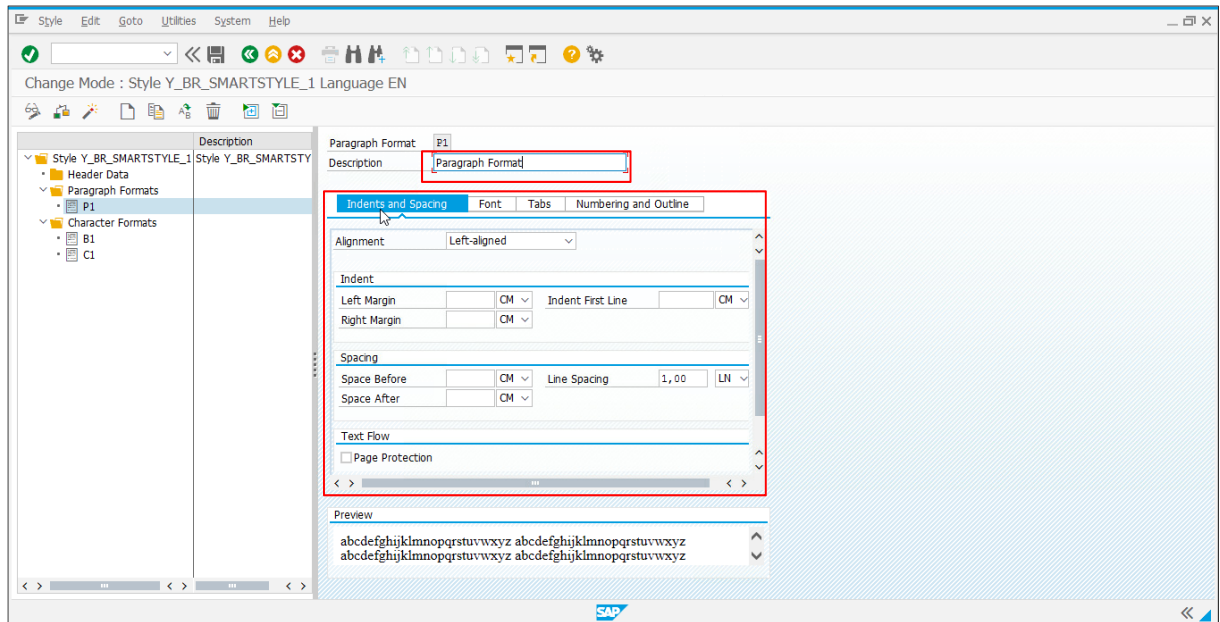 Style Edit Goto Utilities System Help
Change Mode : Style Y_BR_SMARTSTYLE_1 Language EN
Description
Style Y_BR_SMARTSTYLE_1 Style Y_BR_SMARTSTY
Header Data
Paragraph Formats
P1
Character Formats
B1
C1
Paragraph Format P1
Description Paragraph Format
Indents and Spacing Font Tabs Numbering and Outline
Alignment Left-aligned
Indent
Left Margin CM Indent First Line CM
Right Margin CM
Spacing
Space Before CM Line Spacing 1,00 LN
Space After CM
Text Flow
Page Protection
Preview
abcdefghijklmnopqrstuvwxyz abcdefghijklmnopqrstuvwxyz
abcdefghijklmnopqrstuvwxyz abcdefghijklmnopqrstuvwxyz
SAP